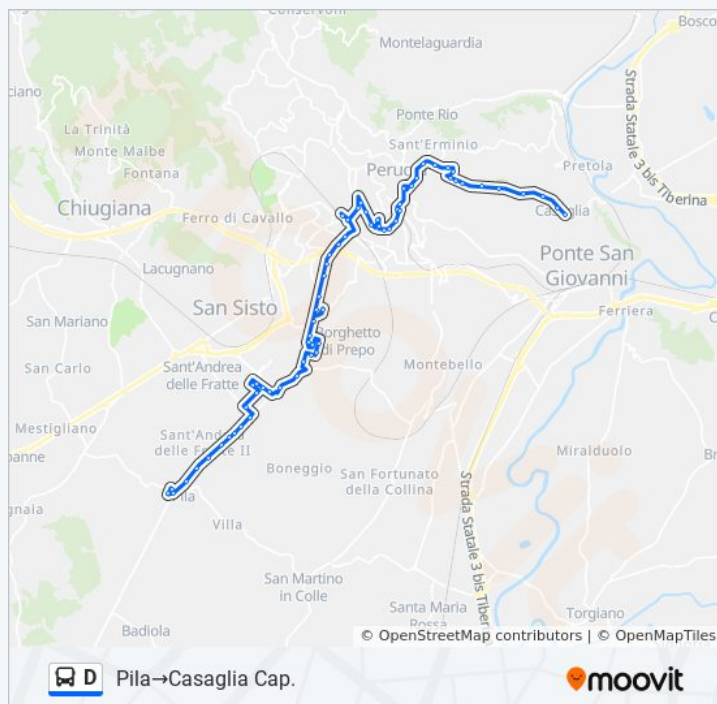 Conservoni
Bosco
Montelaguardia
ciano
Strada Statale 3 bis Tiberina
Ponte Rio
La Trinità
Sant'Erminio
Monte Malbe
Perug
Pretola
Fontana
Chiugiana
Casaglia
Ferro di Cavallo
Lacugnano
Ponte San
Giovanni
San Sisto
Ferriera
San Mariano
Borghetto
di Prepo
Sant'Andrea
delle Fratte
Montebello
San Carlo
Mestigliano
Sant'Andrea
delle Fratte II
Miralduolo
anne
Boneggio
San Fortunato
della Collina
Strada Statale 3 bis Tiberina
Pila
gnaia
Villa
San Martino
in Colle
Santa Maria
Rossa
Torgiano
Badiola
© OpenStreetMap contributors | © OpenMapTiles
D Pila→Casaglia Cap.
moovit